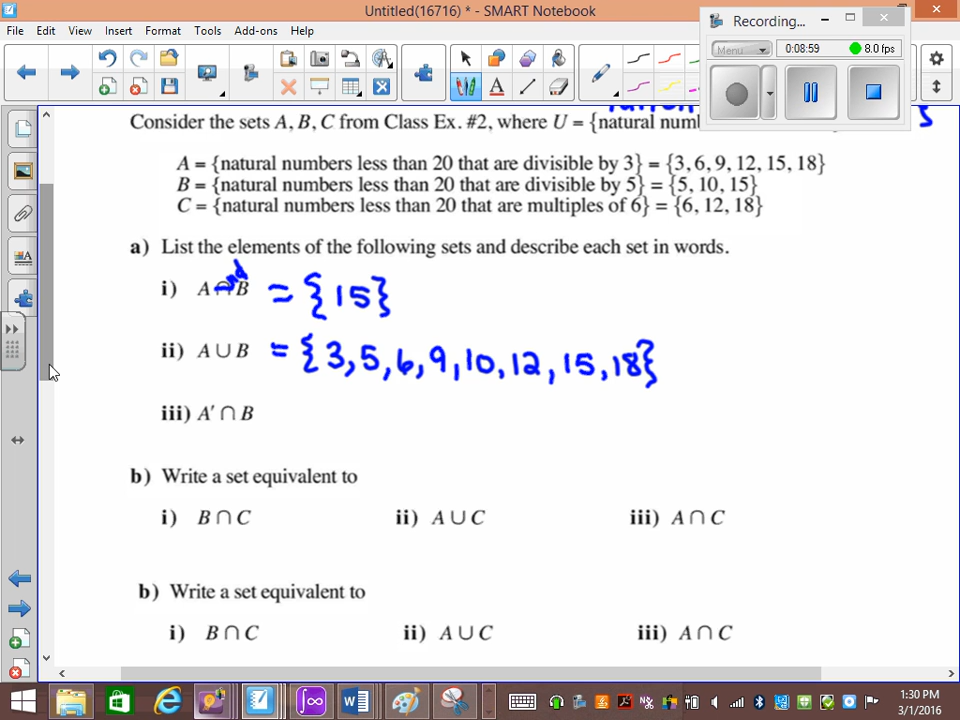 Untitled(16716) * - SMART Notebook
Recording...
File Edit View Insert Format Tools Add-ons Help
Menu
0:08:59
8.0 fps
Consider the sets A, B, C from Class Ex. #2, where U = {natural
A = {natural numbers less than 20 that are divisible by 3} = {3, 6, 9, 12, 15, 18}
B = {natural numbers less than 20 that are divisible by 5} = {5, 10, 15}
C = {natural numbers less than 20 that are multiples of 6} = {6, 12, 18}
a) List the elements of the following sets and describe each set in words.
and
i) A ∩ B = {15}
ii) A ∪ B = {3, 5, 6, 9, 10, 12, 15, 18}
iii) A′ ∩ B
b) Write a set equivalent to
i) B ∩ C ii) A ∪ C iii) A ∩ C
b) Write a set equivalent to
i) B ∩ C ii) A ∪ C iii) A ∩ C
1:30 PM
3/1/2016